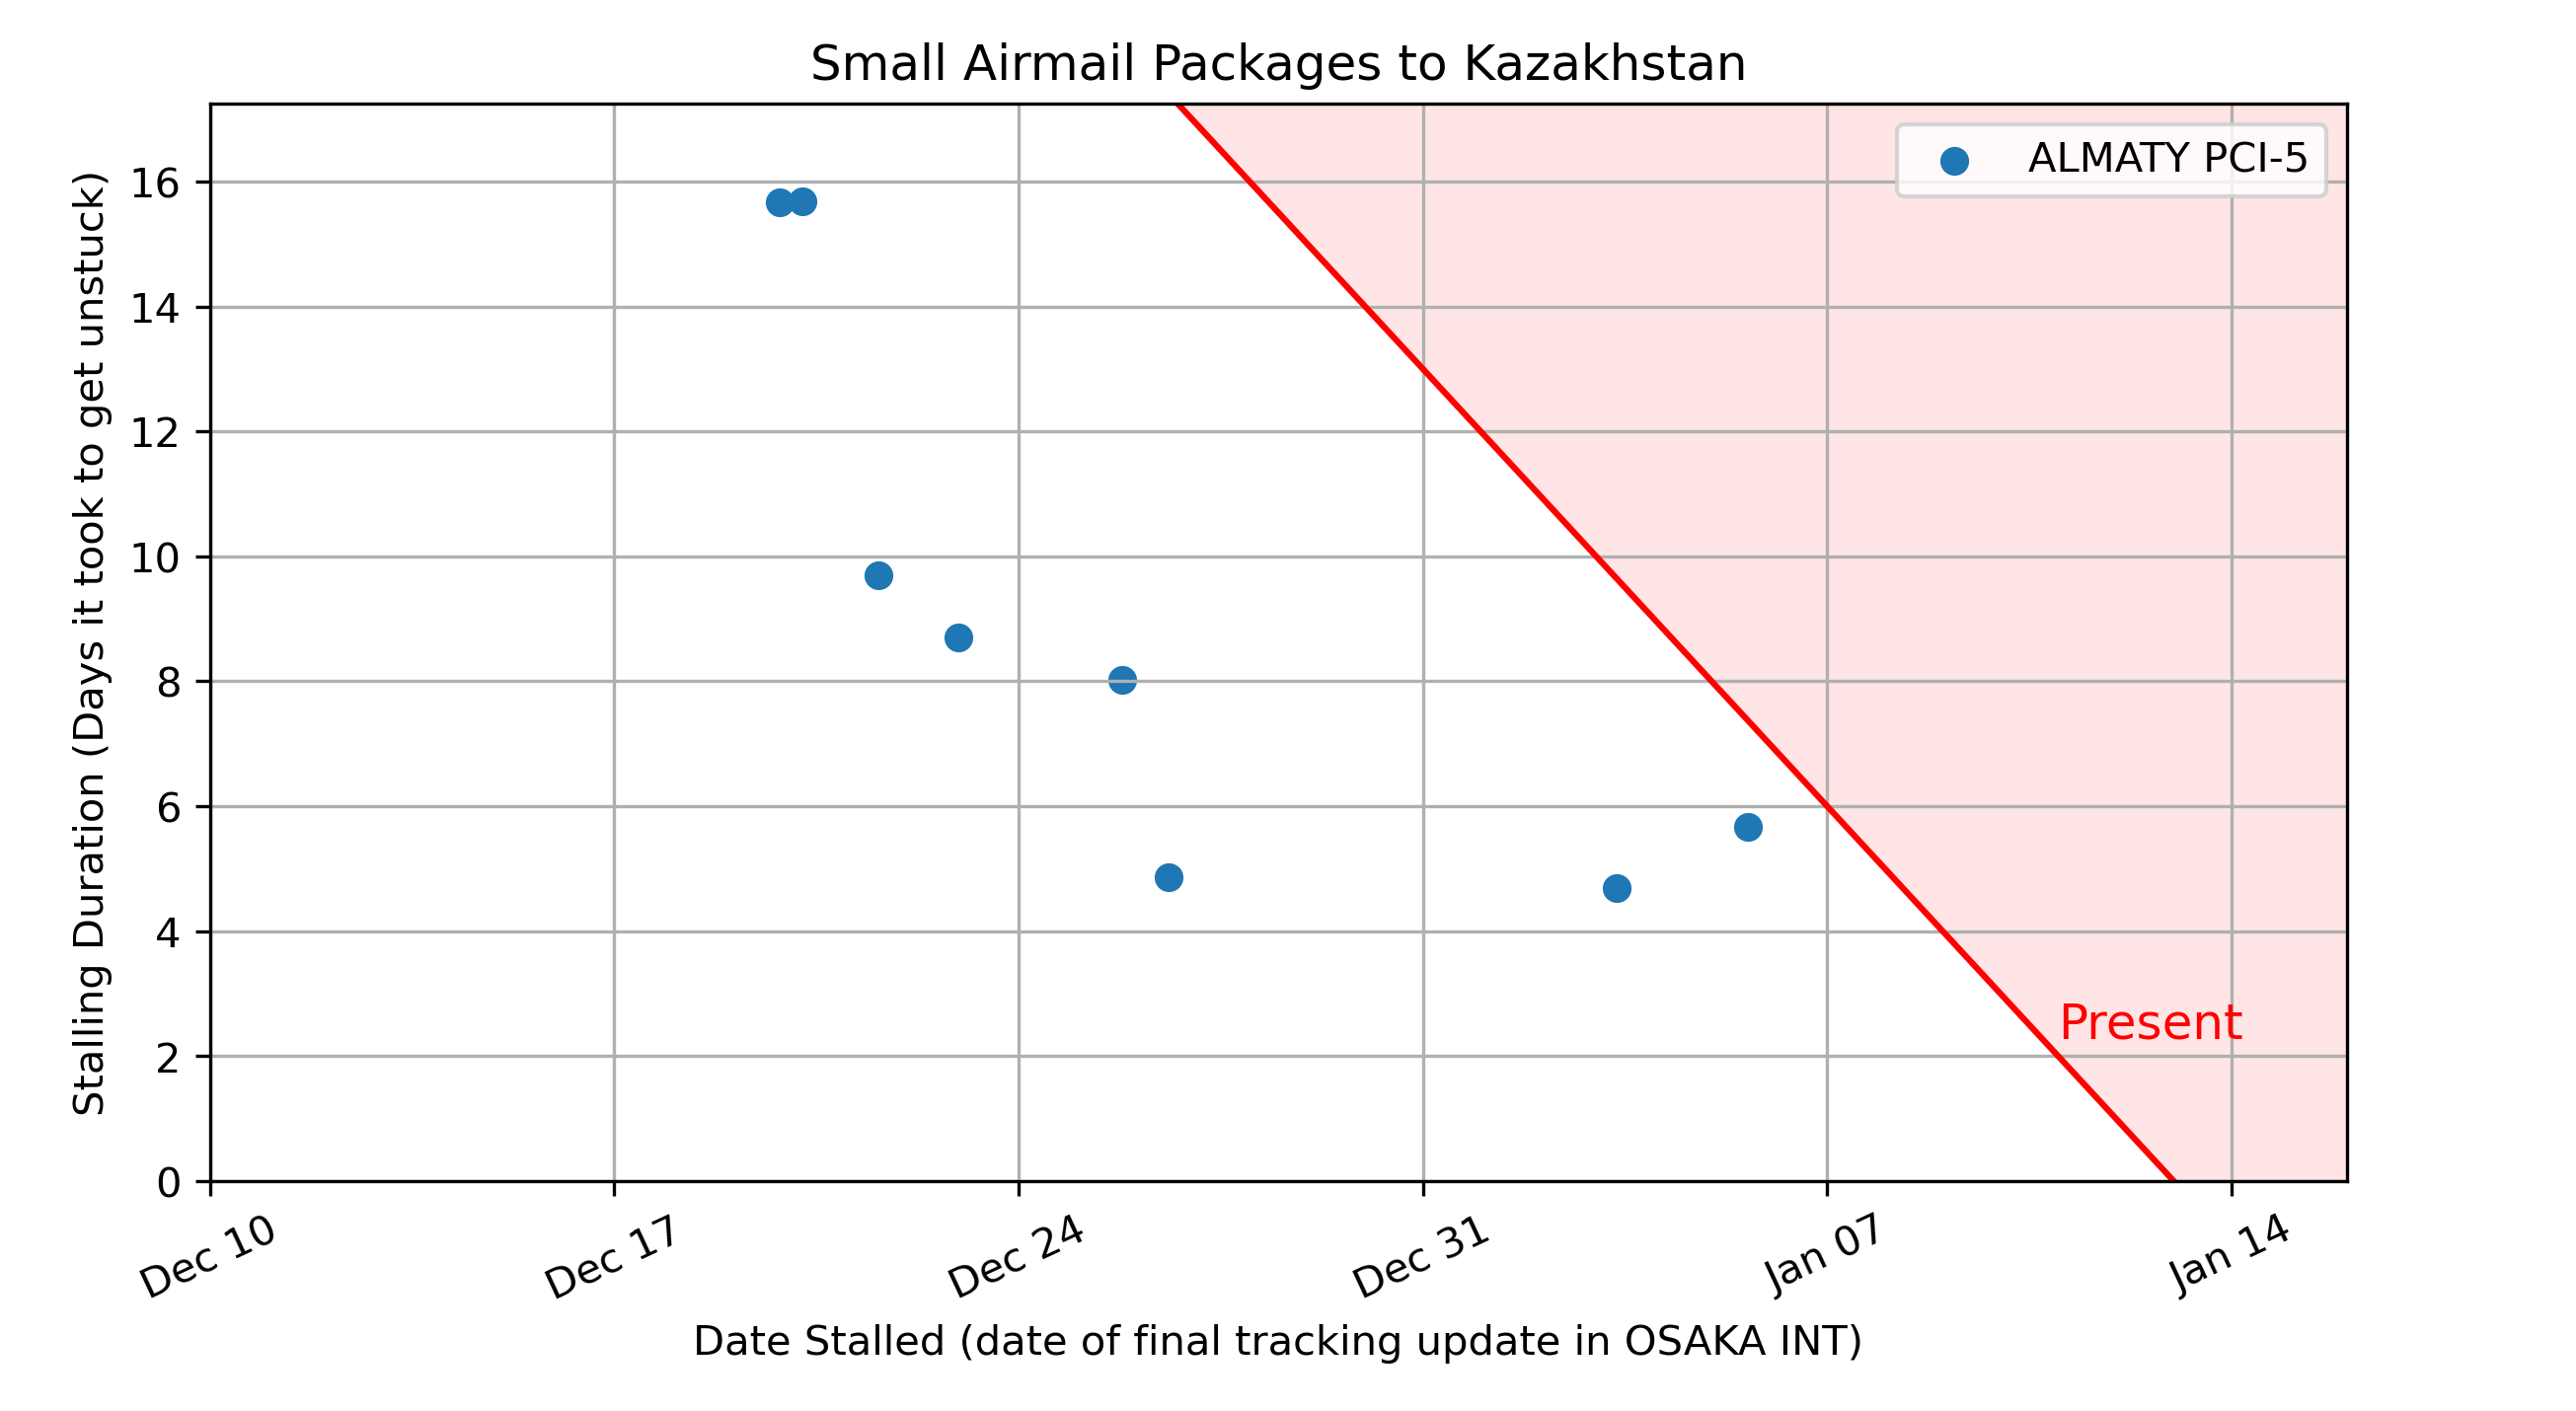 Small Airmail Packages to Kazakhstan
ALMATY PCI-5
Stalling Duration (Days it took to get unstuck)
16
14
12
10
8
6
4
2
0
Present
Dec 10
Dec 17
Dec 24
Dec 31
Jan 07
Jan 14
Date Stalled (date of final tracking update in OSAKA INT)